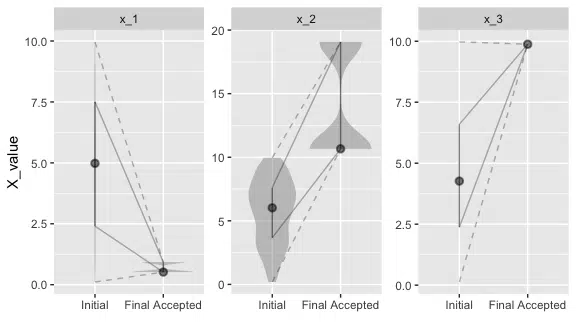 x_1 x_2 x_3
10.0 20 10.0
7.5 15 7.5
5.0 10 5.0
2.5 5 2.5
0.0 0 0.0
X_value
Initial Final Accepted Initial Final Accepted Initial Final Accepted